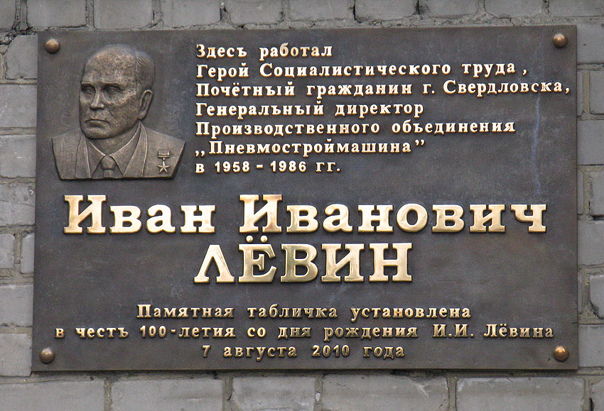 Здесь работал
Герой Социалистического труда,
Почётный гражданин г. Свердловска,
Генеральный директор
Производственного объединения
,,Пневмостроймашина"
в 1958 - 1986 гг.
Иван Иванович
ЛЁВИН
Памятная табличка установлена
в честь 100-летия со дня рождения И.И. Лёвина
7 августа 2010 года